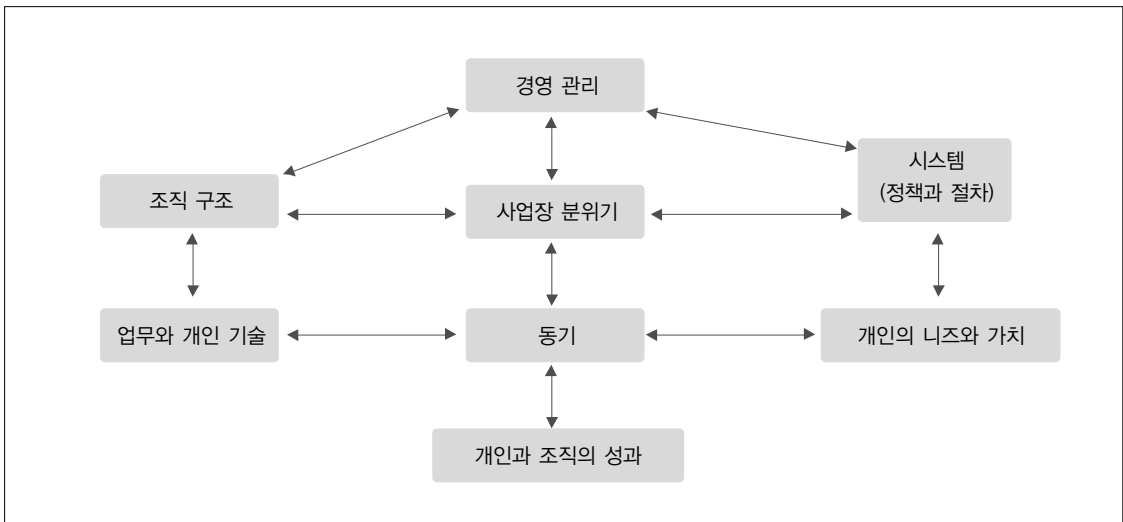 경영 관리
시스템
(정책과 절차)
조직 구조
사업장 분위기
업무와 개인 기술
동기
개인의 니즈와 가치
개인과 조직의 성과